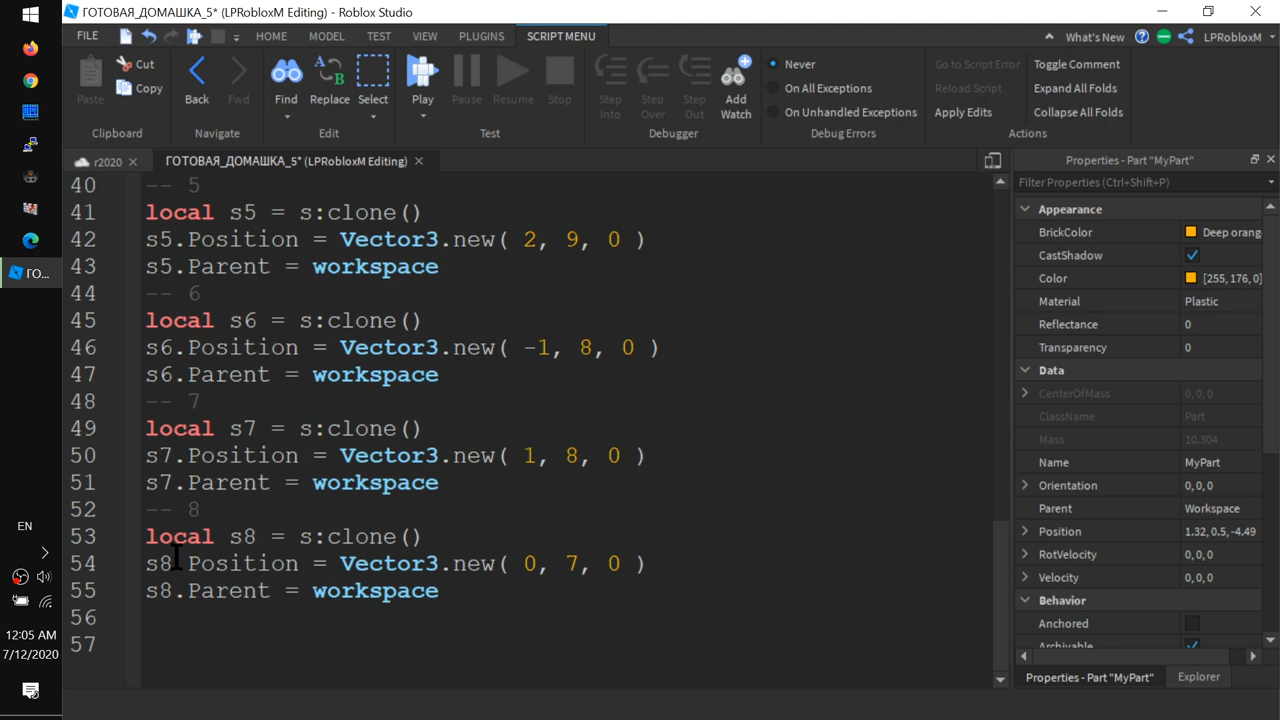 ГОТОВАЯ_ДОМАШКА_5* (LPRobloxM Editing) - Roblox Studio
FILE HOME MODEL TEST VIEW PLUGINS SCRIPT MENU What's New LPRobloxM
Paste Cut Copy Back Fwd Find Replace Select Play Pause Resume Stop Step Into Step Over Step Out Add Watch
Never
On All Exceptions
On Unhandled Exceptions
Go to Script Error Toggle Comment
Reload Script Expand All Folds
Apply Edits Collapse All Folds
Clipboard Navigate Edit Test Debugger Debug Errors Actions
r2020 ГОТОВАЯ_ДОМАШКА_5* (LPRobloxM Editing)
40 -- 5
41 local s5 = s:clone()
42 s5.Position = Vector3.new( 2, 9, 0 )
43 s5.Parent = workspace
44 -- 6
45 local s6 = s:clone()
46 s6.Position = Vector3.new( -1, 8, 0 )
47 s6.Parent = workspace
48 -- 7
49 local s7 = s:clone()
50 s7.Position = Vector3.new( 1, 8, 0 )
51 s7.Parent = workspace
52 -- 8
53 local s8 = s:clone()
54 s8.Position = Vector3.new( 0, 7, 0 )
55 s8.Parent = workspace
56
57
Properties - Part "MyPart"
Filter Properties (Ctrl+Shift+P)
Appearance
BrickColor Deep orang
CastShadow
Color [255, 176, 0]
Material Plastic
Reflectance 0
Transparency 0
Data
CenterOfMass 0, 0, 0
ClassName Part
Mass 10.304
Name MyPart
Orientation 0, 0, 0
Parent Workspace
Position 1.32, 0.5, -4.49
RotVelocity 0, 0, 0
Velocity 0, 0, 0
Behavior
Anchored
Archivable
Properties - Part "MyPart" Explorer
ГО...
EN
12:05 AM
7/12/2020